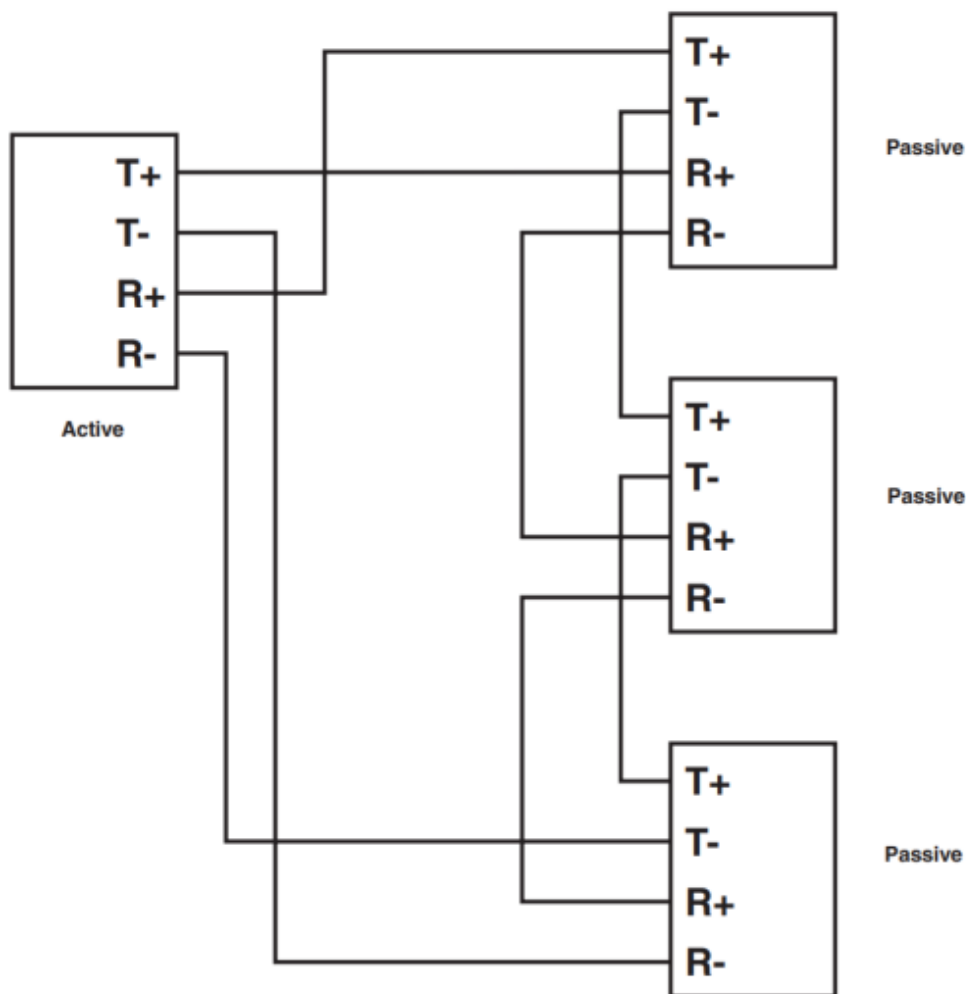 T+
T-
R+
R-
Active
T+
T-
R+
R-
Passive
T+
T-
R+
R-
Passive
T+
T-
R+
R-
Passive